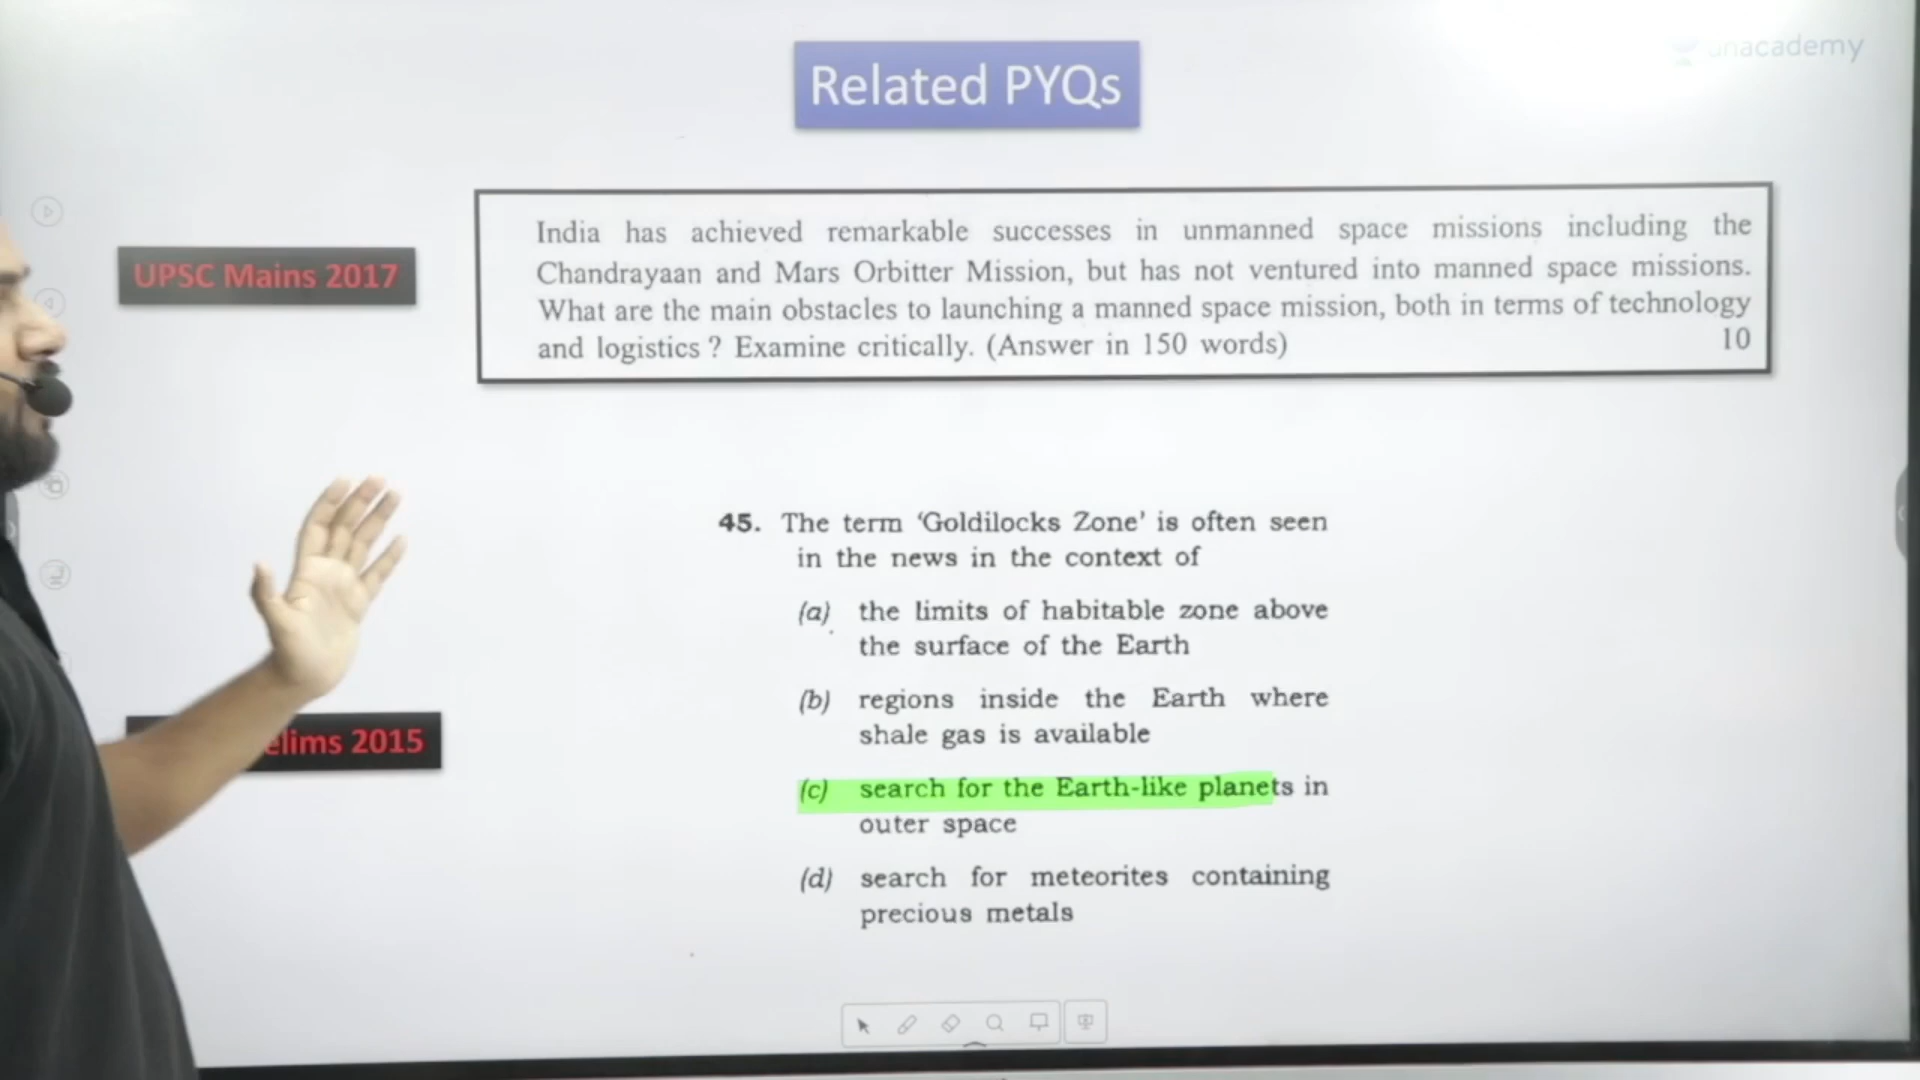 Related PYQs
unacademy
UPSC Mains 2017
India has achieved remarkable successes in unmanned space missions including the
Chandrayaan and Mars Orbitter Mission, but has not ventured into manned space missions.
What are the main obstacles to launching a manned space mission, both in terms of technology
and logistics ? Examine critically. (Answer in 150 words) 10
45. The term ‘Goldilocks Zone’ is often seen
in the news in the context of
(a) the limits of habitable zone above
the surface of the Earth
(b) regions inside the Earth where
shale gas is available
elims 2015
(c) search for the Earth-like planets in
outer space
(d) search for meteorites containing
precious metals